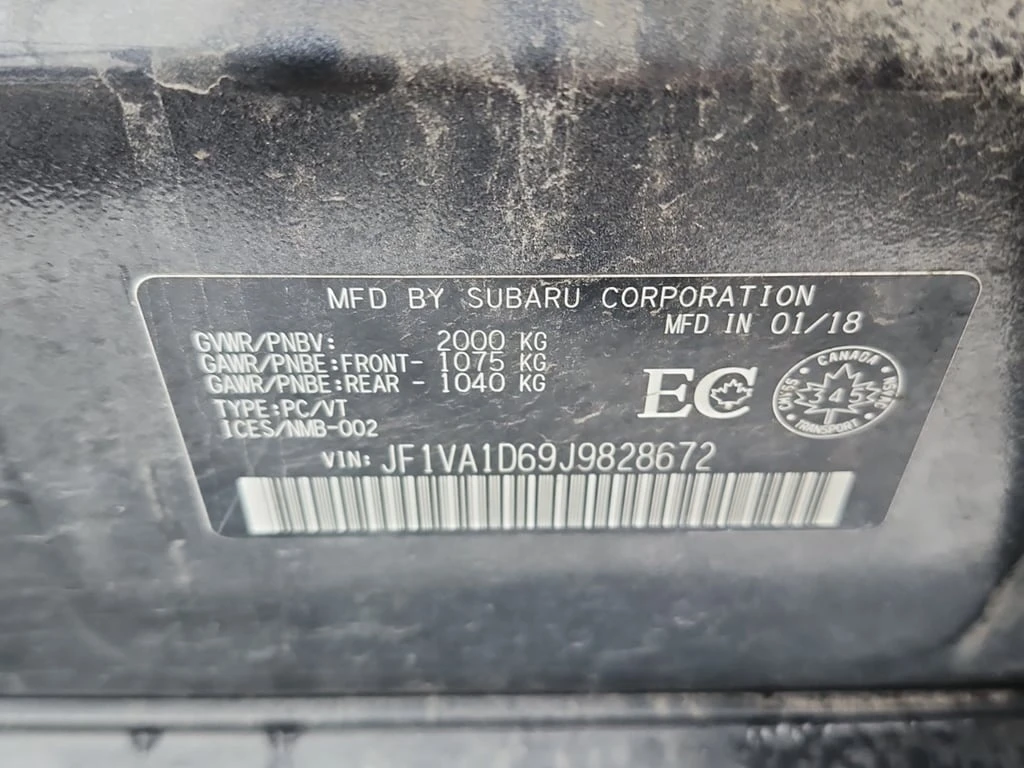 MFD BY SUBARU CORPORATION
MFD IN 01/18
GVWR/PNBV: 2000 KG
GAWR/PNBE:FRONT- 1075 KG
GAWR/PNBE:REAR - 1040 KG
TYPE:PC/VT
ICES/NMB-002
EC
CANADA
345
TRANSPORT
VIN: JF1VA1D69J9828672